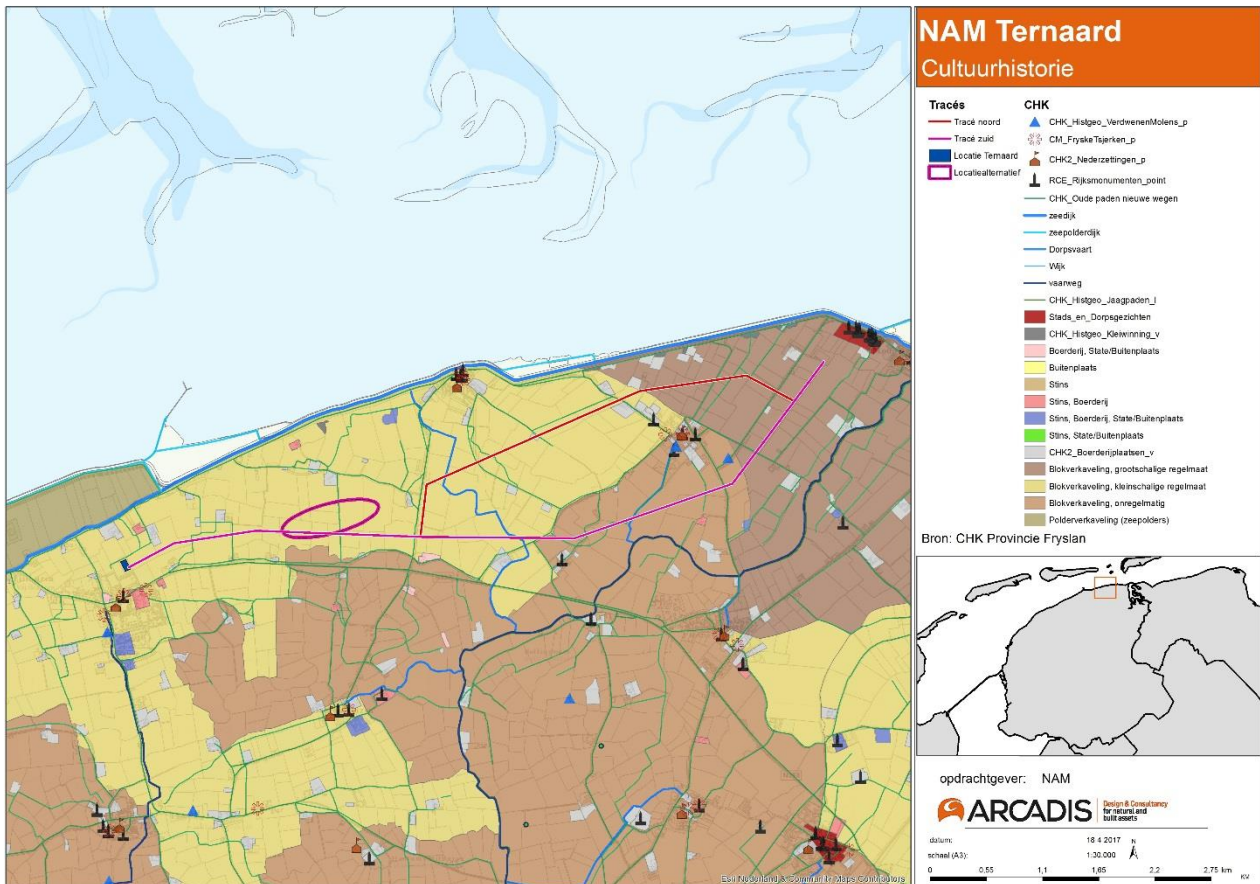 NAM Ternaard
Cultuurhistorie
Tracés
Tracé noord
Tracé zuid
Locatie Ternaard
Locatiealternatief
CHK
CHK_Histgeo_VerdwenenMolens_p
CM_FryskeTsjerken_p
CHK2_Nederzettingen_p
RCE_Rijksmonumenten_point
CHK_Oude paden nieuwe wegen
zeedijk
zeepolderdijk
Dorpsvaart
Wijk
vaarweg
CHK_Histgeo_Jaagpaden_l
Stads_en_Dorpsgezichten
CHK_Histgeo_Kleiwinning_v
Boerderij, State/Buitenplaats
Buitenplaats
Stins
Stins, Boerderij
Stins, Boerderij, State/Buitenplaats
Stins, State/Buitenplaats
CHK2_Boerderijplaatsen_v
Blokverkaveling, grootschalige regelmaat
Blokverkaveling, kleinschalige regelmaat
Blokverkaveling, onregelmatig
Polderverkaveling (zeepolders)
Bron: CHK Provincie Fryslan
opdrachtgever: NAM
ARCADIS
Design & Consultancy
for natural and
built assets
datum: 18 4 2017
schaal (A3): 1:30.000
N
0 0,55 1,1 1,65 2,2 2,75 km
KV
Esri Nederland & Community Maps Contributors